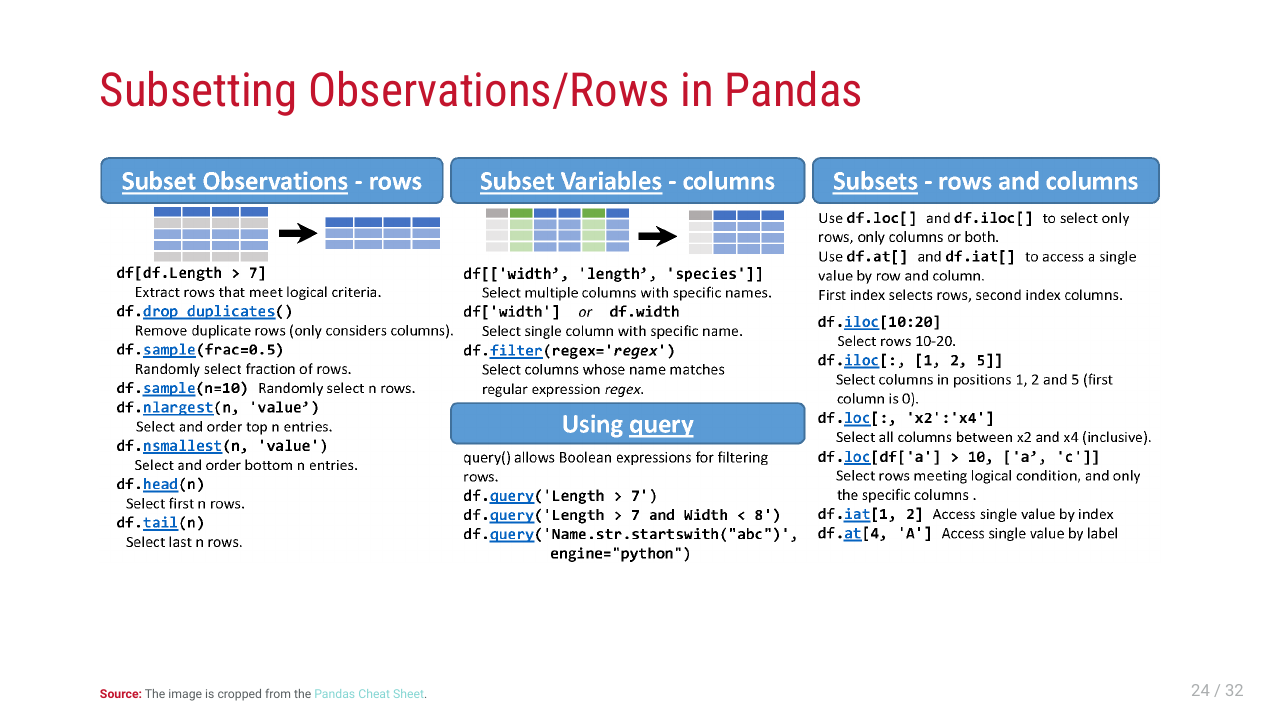 Subsetting Observations/Rows in Pandas
Subset Observations - rows
df[df.Length > 7]
Extract rows that meet logical criteria.
df.drop_duplicates()
Remove duplicate rows (only considers columns).
df.sample(frac=0.5)
Randomly select fraction of rows.
df.sample(n=10) Randomly select n rows.
df.nlargest(n, 'value’)
Select and order top n entries.
df.nsmallest(n, 'value')
Select and order bottom n entries.
df.head(n)
Select first n rows.
df.tail(n)
Select last n rows.
Subset Variables - columns
df[['width’, 'length’, 'species']]
Select multiple columns with specific names.
df['width'] or df.width
Select single column with specific name.
df.filter(regex='regex')
Select columns whose name matches
regular expression regex.
Using query
query() allows Boolean expressions for filtering
rows.
df.query('Length > 7')
df.query('Length > 7 and Width < 8')
df.query('Name.str.startswith("abc")',
engine="python")
Subsets - rows and columns
Use df.loc[] and df.iloc[] to select only
rows, only columns or both.
Use df.at[] and df.iat[] to access a single
value by row and column.
First index selects rows, second index columns.
df.iloc[10:20]
Select rows 10-20.
df.iloc[:, [1, 2, 5]]
Select columns in positions 1, 2 and 5 (first
column is 0).
df.loc[:, 'x2':'x4']
Select all columns between x2 and x4 (inclusive).
df.loc[df['a'] > 10, ['a’, 'c']]
Select rows meeting logical condition, and only
the specific columns .
df.iat[1, 2] Access single value by index
df.at[4, 'A'] Access single value by label
Source: The image is cropped from the Pandas Cheat Sheet.
24 / 32